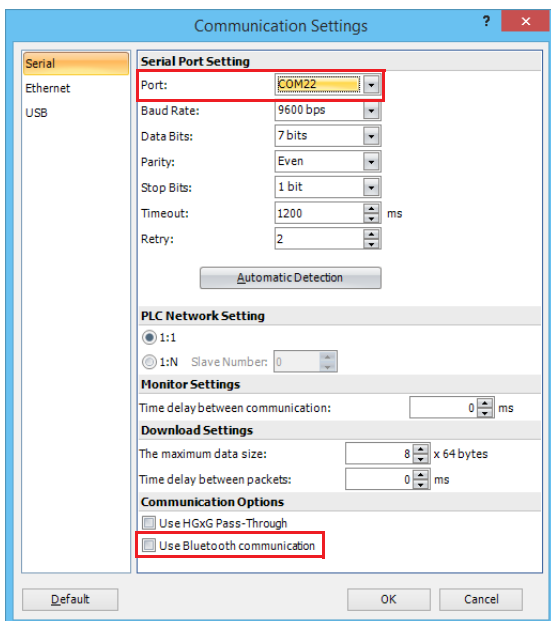 Communication Settings ? ×
Serial
Ethernet
USB
Serial Port Setting
Port: COM22
Baud Rate: 9600 bps
Data Bits: 7 bits
Parity: Even
Stop Bits: 1 bit
Timeout: 1200 ms
Retry: 2
Automatic Detection
PLC Network Setting
1:1
1:N Slave Number: 0
Monitor Settings
Time delay between communication: 0 ms
Download Settings
The maximum data size: 8 x 64 bytes
Time delay between packets: 0 ms
Communication Options
Use HGxG Pass-Through
Use Bluetooth communication
Default OK Cancel